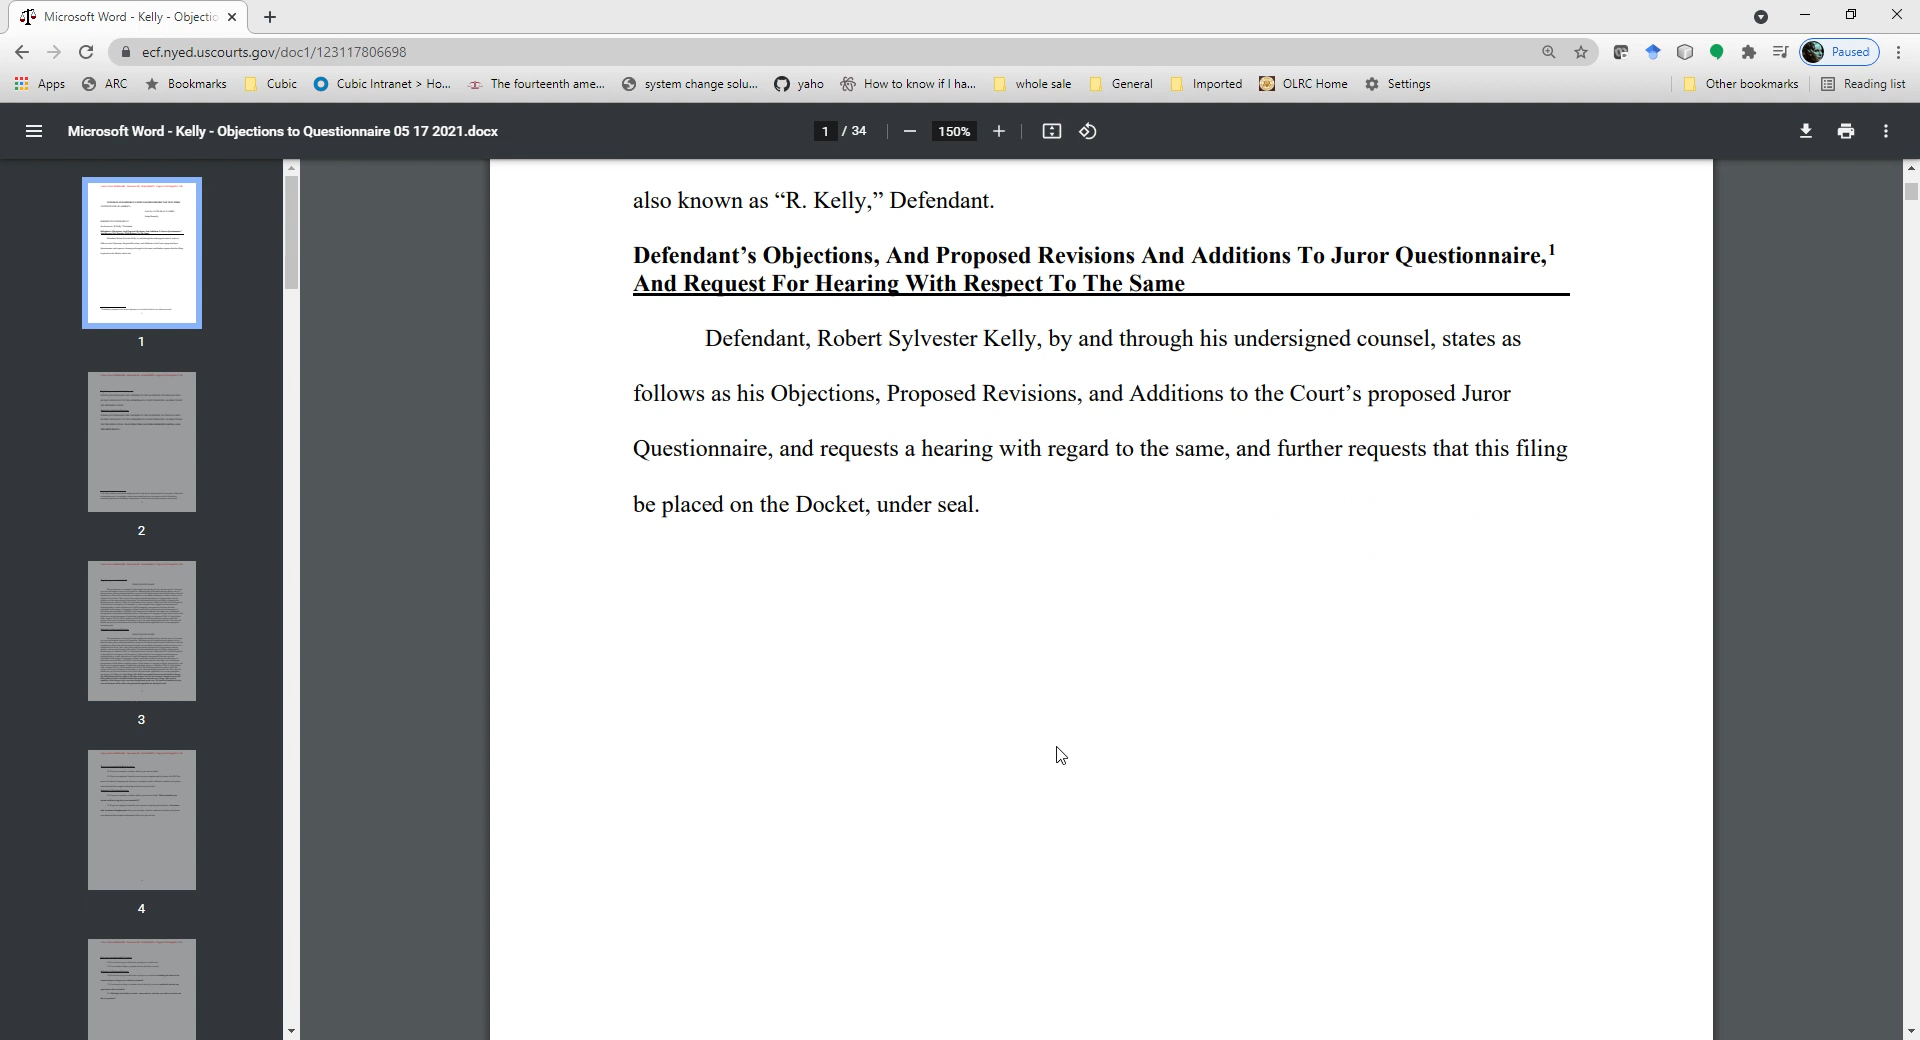 Microsoft Word - Kelly - Objectio
ecf.nyed.uscourts.gov/doc1/123117806698
Paused
Apps
ARC
Bookmarks
Cubic
Cubic Intranet > Ho...
The fourteenth ame...
system change solu...
yaho
How to know if I ha...
whole sale
General
Imported
OLRC Home
Settings
Other bookmarks
Reading list
Microsoft Word - Kelly - Objections to Questionnaire 05 17 2021.docx
1 / 34
150%
1
2
3
4
also known as “R. Kelly,” Defendant.
Defendant’s Objections, And Proposed Revisions And Additions To Juror Questionnaire,1
And Request For Hearing With Respect To The Same
Defendant, Robert Sylvester Kelly, by and through his undersigned counsel, states as
follows as his Objections, Proposed Revisions, and Additions to the Court’s proposed Juror
Questionnaire, and requests a hearing with regard to the same, and further requests that this filing
be placed on the Docket, under seal.